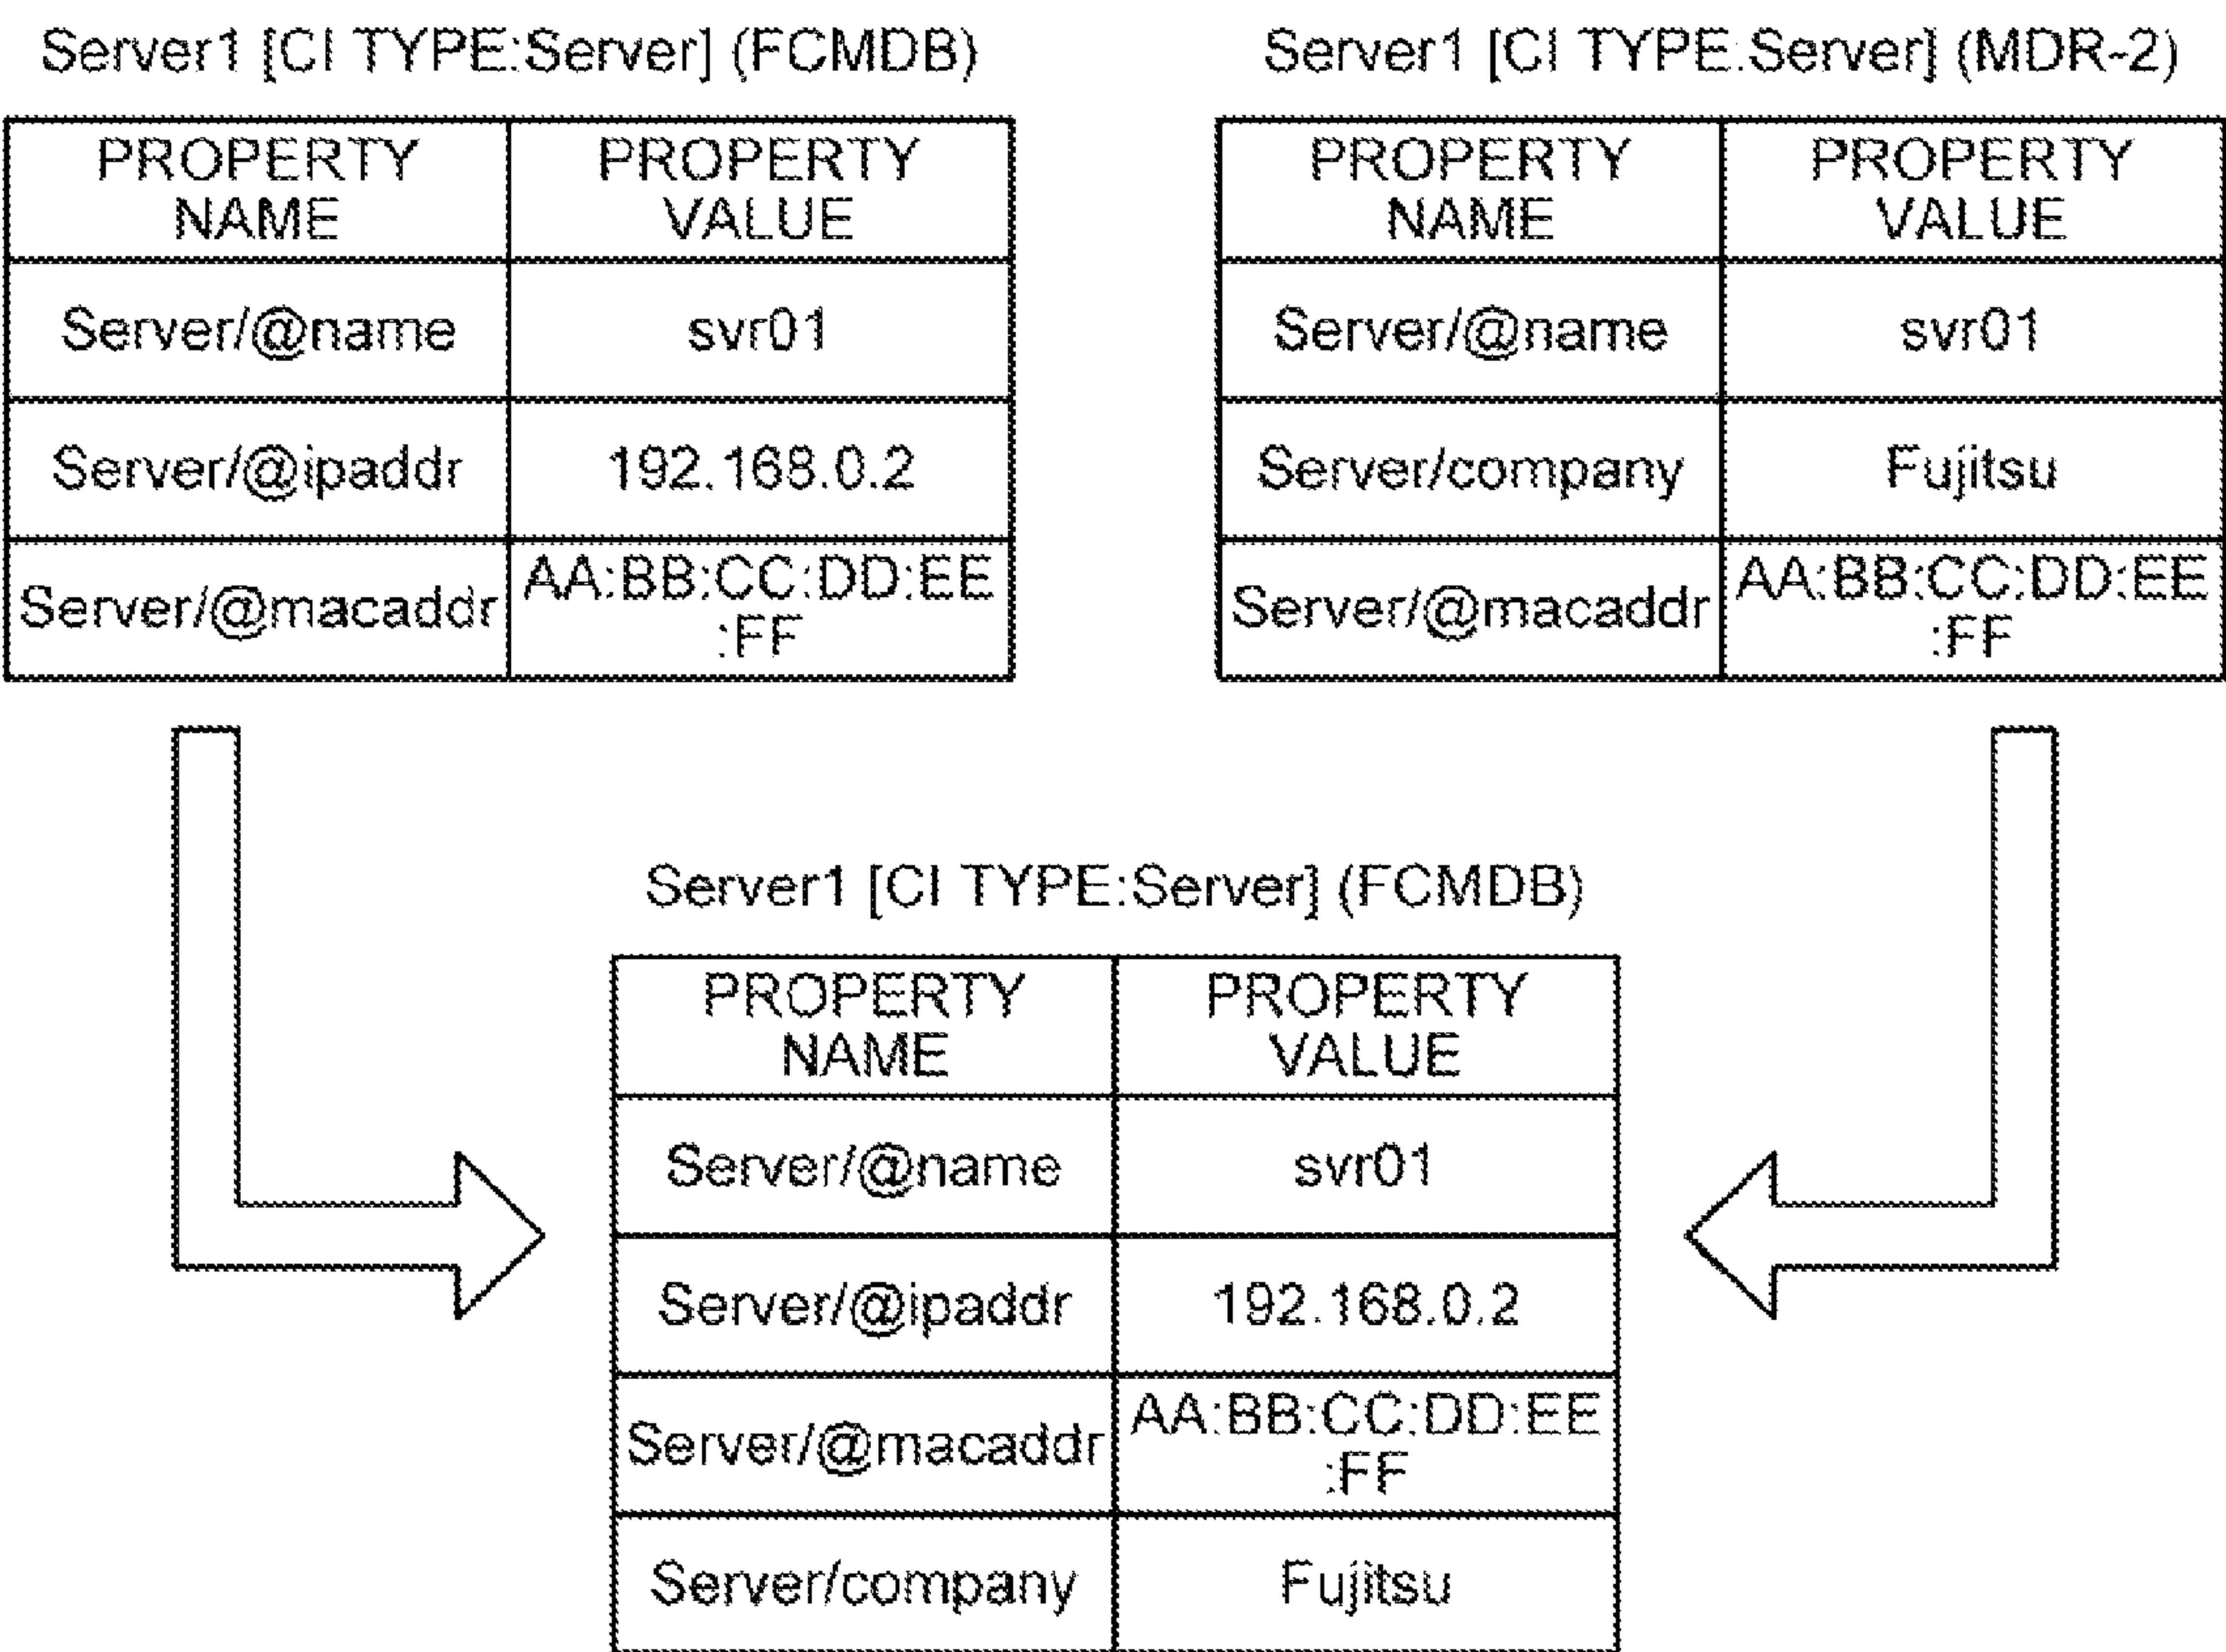 Server1 [CI TYPE:Server] (FCMDB)
PROPERTY NAME PROPERTY VALUE
Server/@name svr01
Server/@ipaddr 192.168.0.2
Server/@macaddr AA:BB:CC:DD:EE:FF
Server1 [CI TYPE:Server] (MDR-2)
PROPERTY NAME PROPERTY VALUE
Server/@name svr01
Server/company Fujitsu
Server/@macaddr AA:BB:CC:DD:EE:FF
Server1 [CI TYPE:Server] (FCMDB)
PROPERTY NAME PROPERTY VALUE
Server/@name svr01
Server/@ipaddr 192.168.0.2
Server/@macaddr AA:BB:CC:DD:EE:FF
Server/company Fujitsu